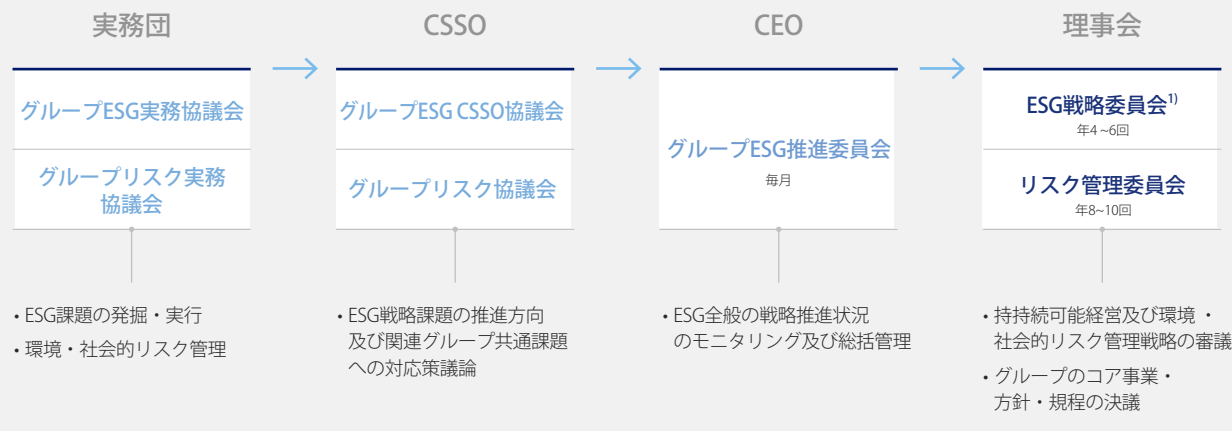 実務団
グループESG実務協議会
グループリスク実務
協議会
・ESG課題の発掘・実行
・環境・社会的リスク管理
CSSO
グループESG CSSO協議会
グループリスク協議会
・ESG戦略課題の推進方向
及び関連グループ共通課題
への対応策議論
CEO
グループESG推進委員会
毎月
・ESG全般の戦略推進状況
のモニタリング及び総括管理
理事会
ESG戦略委員会1)
年4~6回
リスク管理委員会
年8~10回
・持持続可能経営及び環境・
社会的リスク管理戦略の審議
・グループのコア事業・
方針・規程の決議